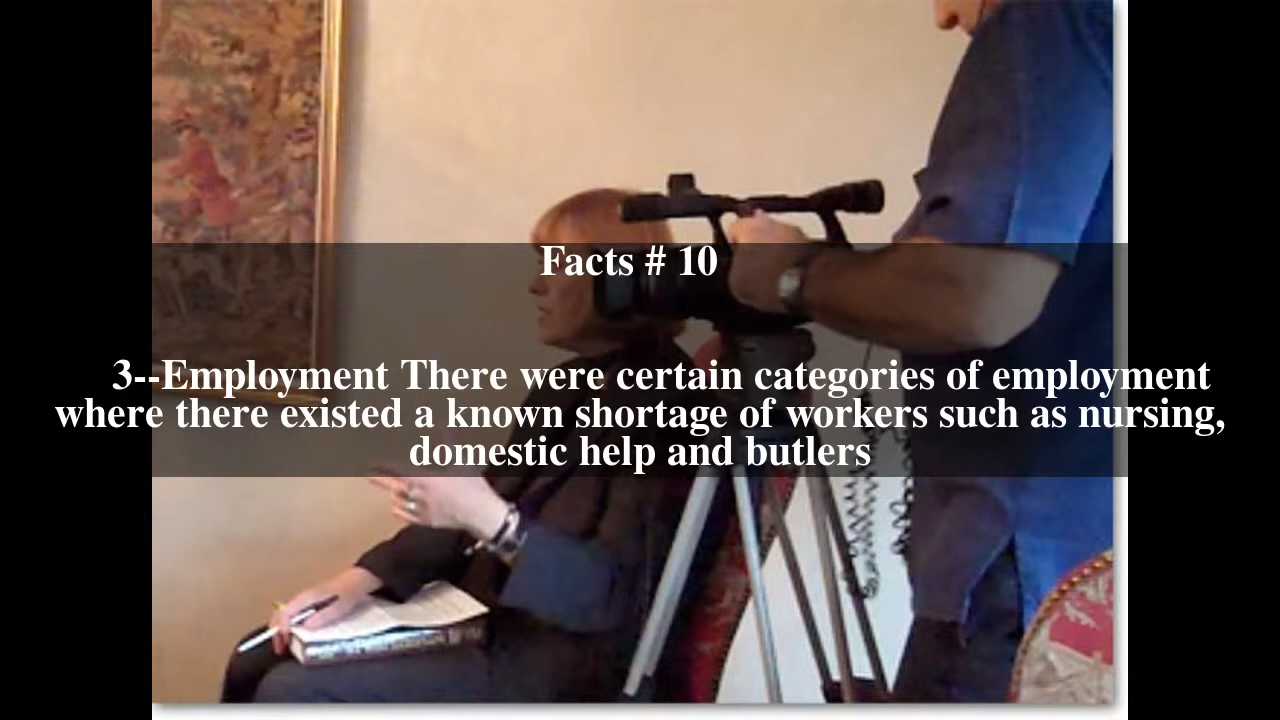 Facts # 10
3--Employment There were certain categories of employment
where there existed a known shortage of workers such as nursing,
domestic help and butlers